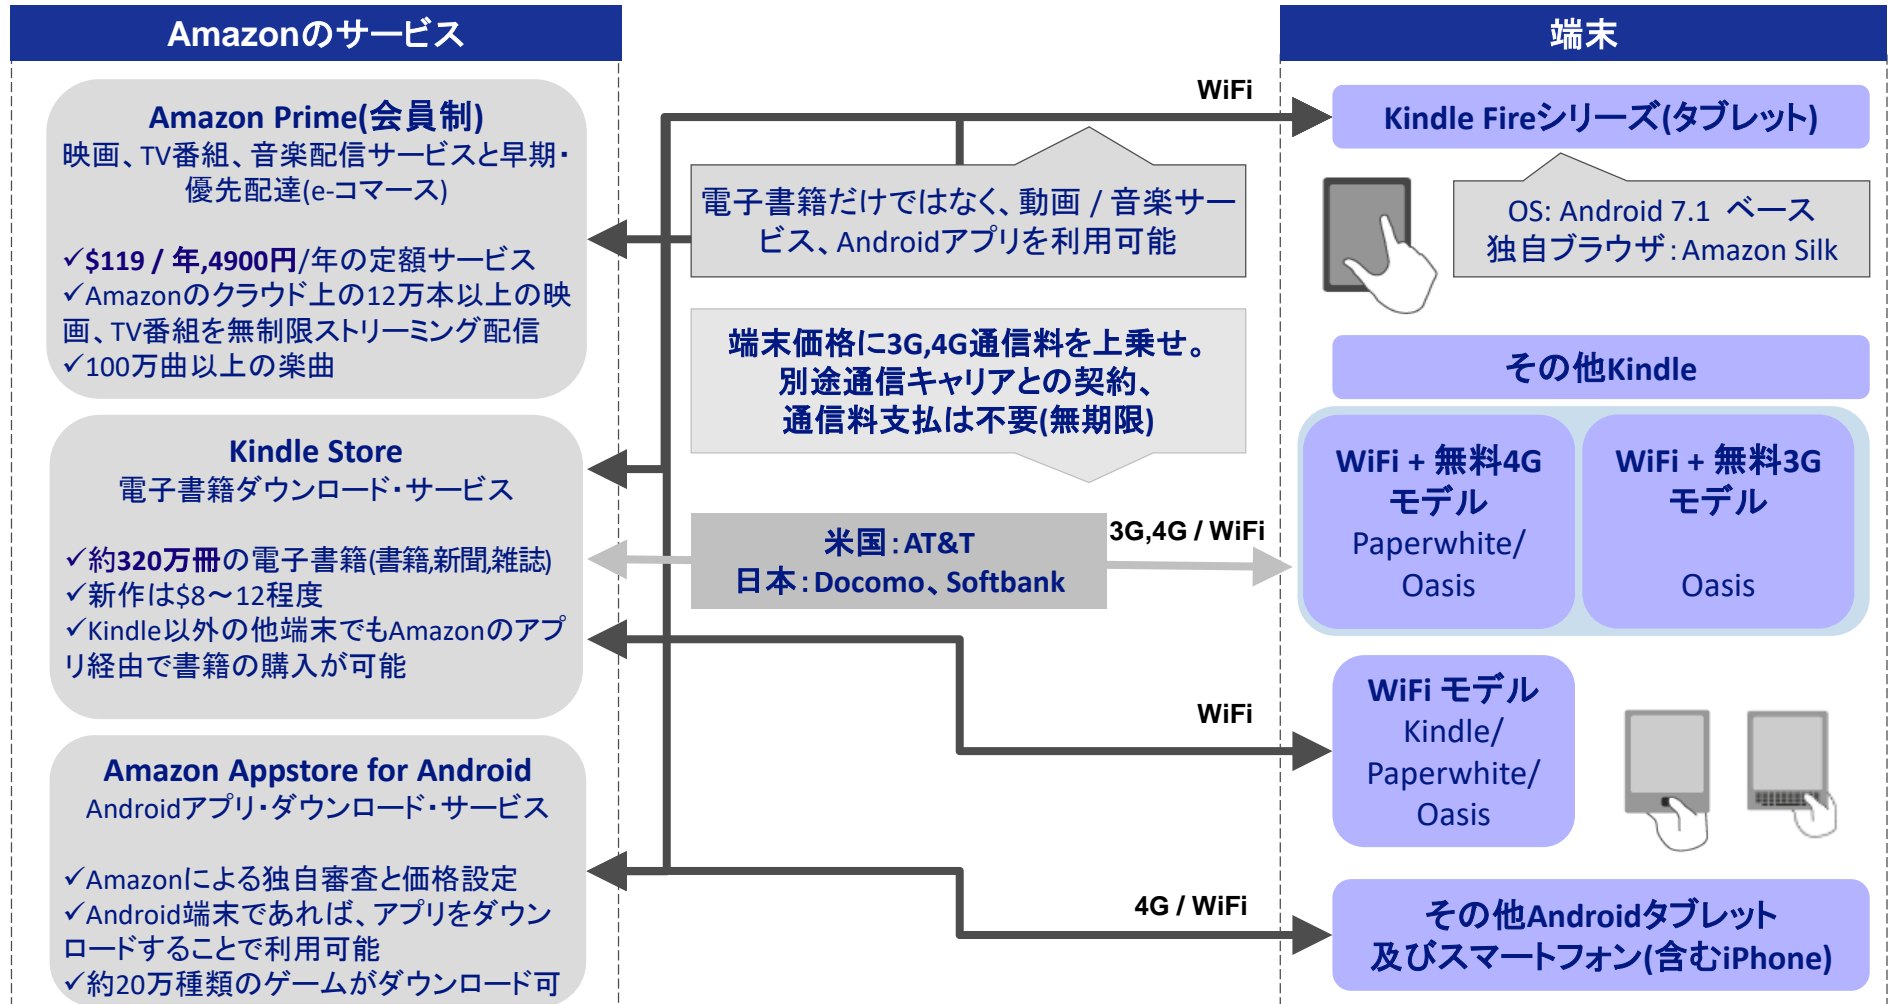 Amazonのサービス
Amazon Prime(会員制)
映画、TV番組、音楽配信サービスと早期・
優先配達(e-コマース)
✓$119 / 年,4900円/年の定額サービス
✓Amazonのクラウド上の12万本以上の映
画、TV番組を無制限ストリーミング配信
✓100万曲以上の楽曲
Kindle Store
電子書籍ダウンロード・サービス
✓約320万冊の電子書籍(書籍,新聞,雑誌)
✓新作は$8～12程度
✓Kindle以外の他端末でもAmazonのアプ
リ経由で書籍の購入が可能
Amazon Appstore for Android
Androidアプリ・ダウンロード・サービス
✓Amazonによる独自審査と価格設定
✓Android端末であれば、アプリをダウン
ロードすることで利用可能
✓約20万種類のゲームがダウンロード可
WiFi
電子書籍だけではなく、動画 / 音楽サー
ビス、Androidアプリを利用可能
端末価格に3G,4G通信料を上乗せ。
別途通信キャリアとの契約、
通信料支払は不要(無期限)
米国：AT&T
日本：Docomo、Softbank
3G,4G / WiFi
WiFi
4G / WiFi
端末
Kindle Fireシリーズ(タブレット)
OS: Android 7.1 ベース
独自ブラウザ：Amazon Silk
その他Kindle
WiFi + 無料4G
モデル
Paperwhite/
Oasis
WiFi + 無料3G
モデル
Oasis
WiFi モデル
Kindle/
Paperwhite/
Oasis
その他Androidタブレット
及びスマートフォン(含むiPhone)